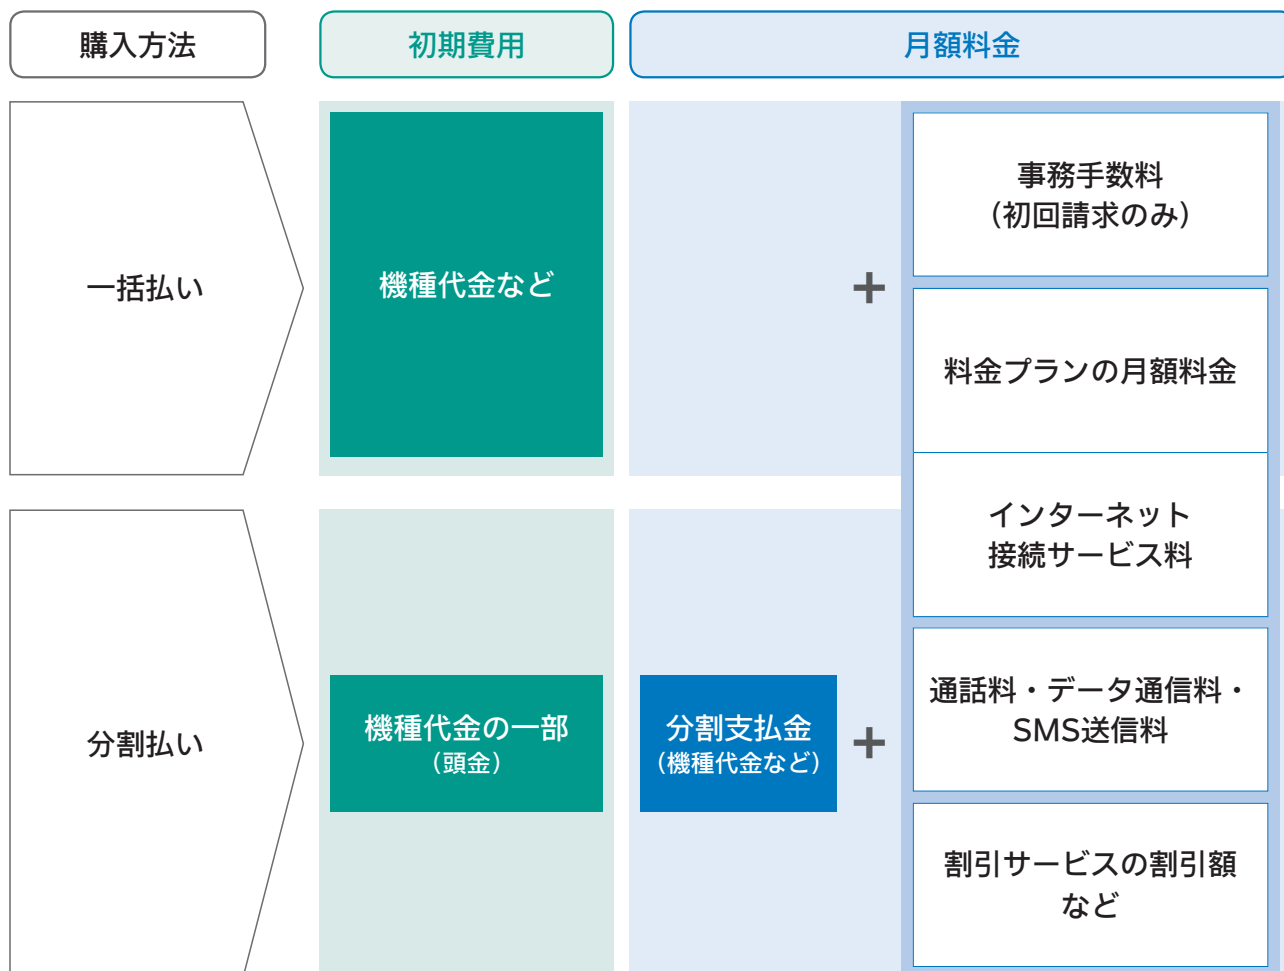 購入方法
初期費用
月額料金
一括払い
機種代金など
+
事務手数料
（初回請求のみ）
料金プランの月額料金
インターネット
接続サービス料
分割払い
機種代金の一部
（頭金）
分割支払金
（機種代金など）
+
通話料・データ通信料・
SMS送信料
割引サービスの割引額
など